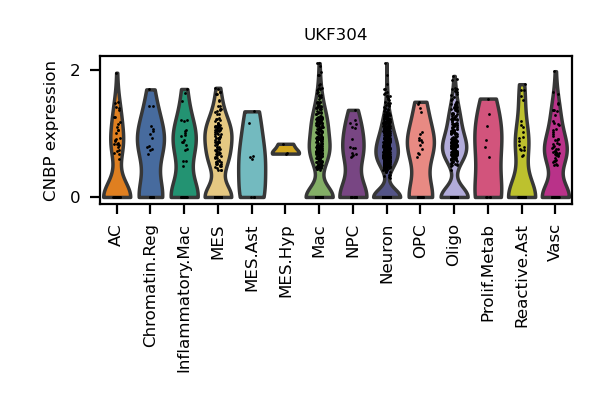 UKF304
CNBP expression
2
0
AC
Chromatin.Reg
Inflammatory.Mac
MES
MES.Ast
MES.Hyp
Mac
NPC
Neuron
OPC
Oligo
Prolif.Metab
Reactive.Ast
Vasc